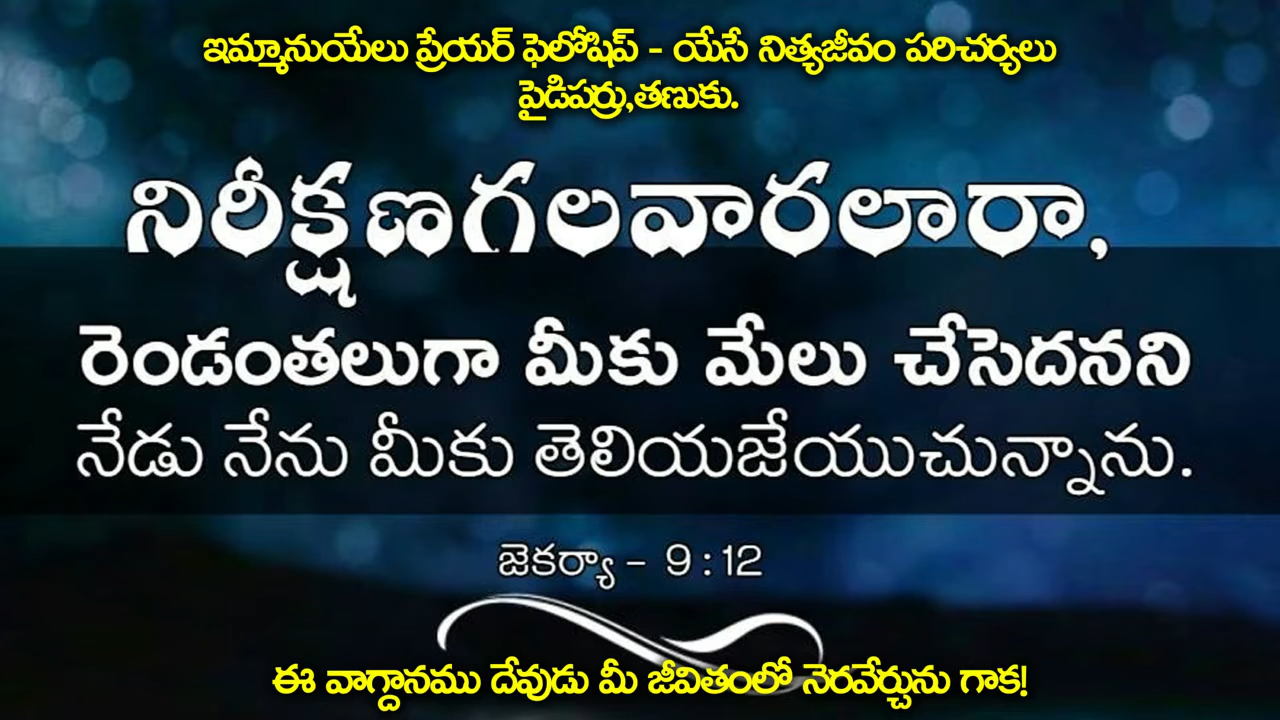 ఇమ్మానుయేలు ప్రేయర్ ఫెలోషిప్ - యేసే నిత్యజీవం పరిచర్యలు
పైడిపర్రు,తణుకు.
నిరీక్షణగలవారలారా,
రెండంతలుగా మీకు మేలు చేసెదనని
నేడు నేను మీకు తెలియజేయుచున్నాను.
జెకర్యా - 9 : 12
ఈ వాగ్దానము దేవుడు మీ జీవితంలో నెరవేర్చును గాక!